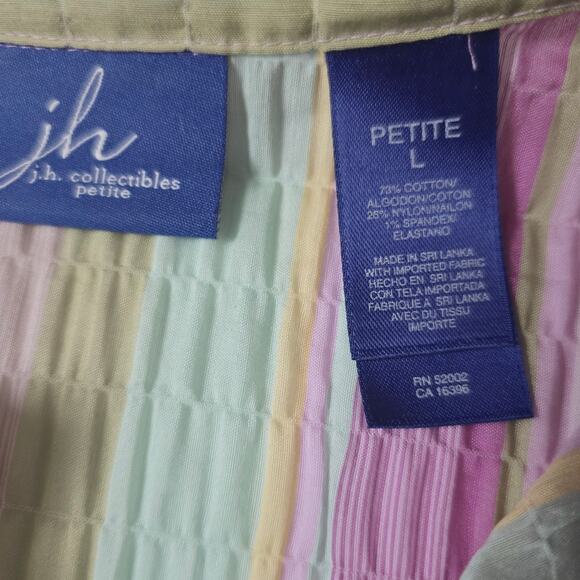 jh
j.h. collectibles
petite
PETITE
L
73% COTTON/
ALGODON/COTON
26% NYLON/NAILON
1% SPANDEX/
ELASTANO
MADE IN SRI LANKA
WITH IMPORTED FABRIC
HECHO EN SRI LANKA
CON TELA IMPORTADA
FABRIQUE A SRI LANKA
AVEC DU TISSU
IMPORTE
RN 52002
CA 16396